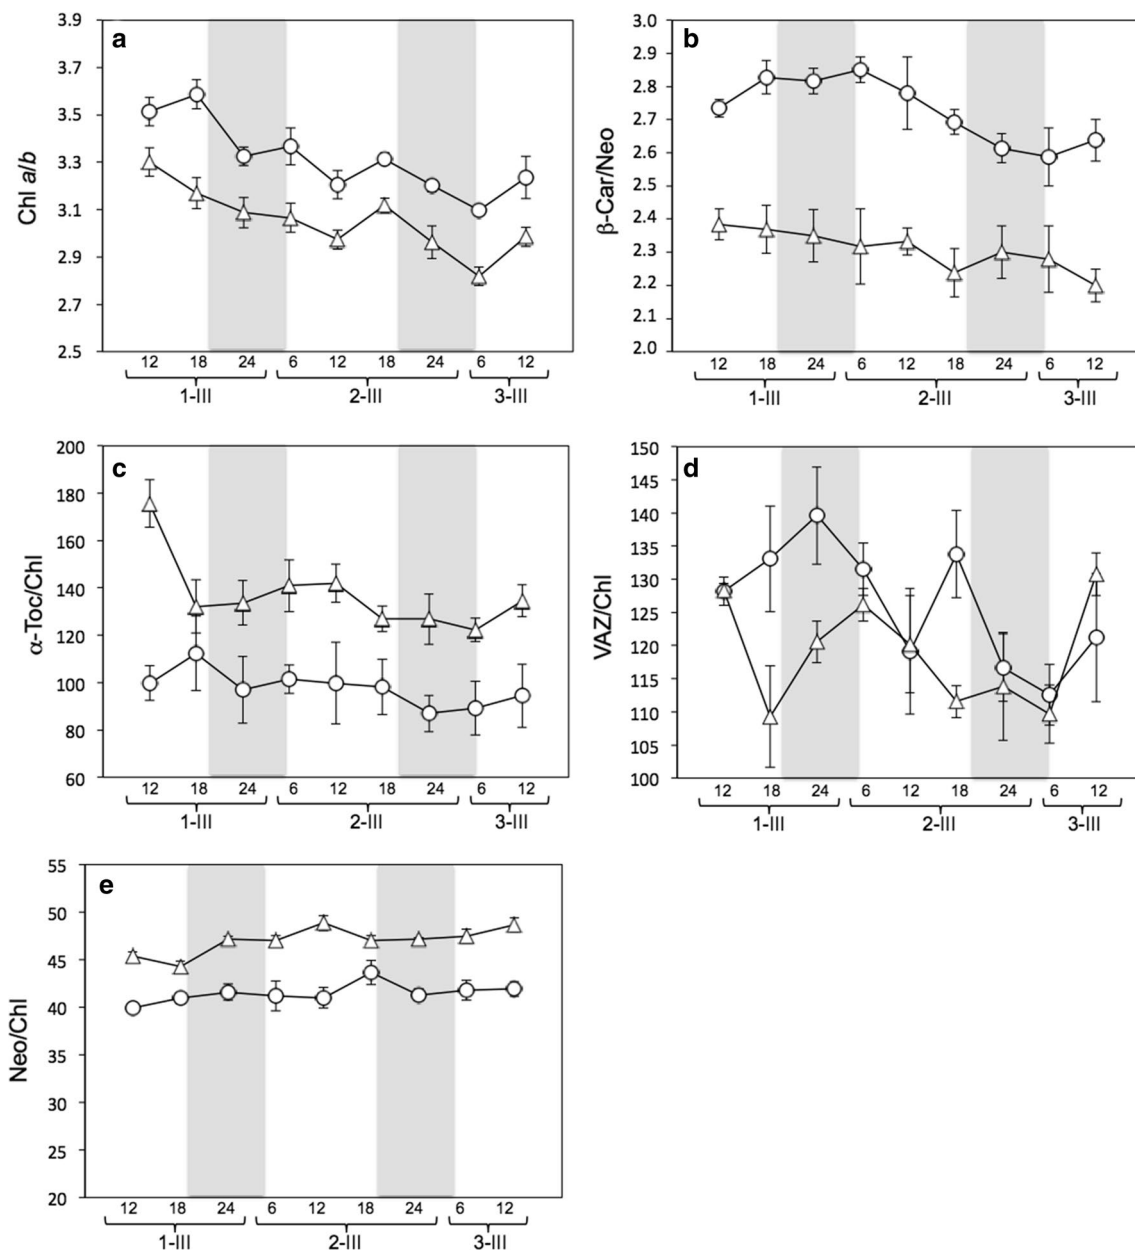 a
Chl a/b
3.9
3.7
3.5
3.3
3.1
2.9
2.7
2.5
12 18 24 6 12 18 24 6 12
1-III 2-III 3-III
b
β-Car/Neo
3.0
2.9
2.8
2.7
2.6
2.5
2.4
2.3
2.2
2.1
2.0
12 18 24 6 12 18 24 6 12
1-III 2-III 3-III
c
α-Toc/Chl
200
180
160
140
120
100
80
60
12 18 24 6 12 18 24 6 12
1-III 2-III 3-III
d
VAZ/Chl
150
145
140
135
130
125
120
115
110
105
100
12 18 24 6 12 18 24 6 12
1-III 2-III 3-III
e
Neo/Chl
55
50
45
40
35
30
25
20
12 18 24 6 12 18 24 6 12
1-III 2-III 3-III